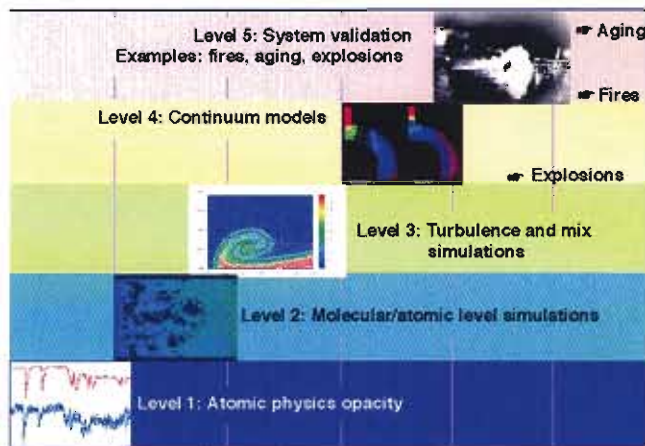 Level 5: System validation
Examples: fires, aging, explosions
☛ Aging
☛ Fires
Level 4: Continuum models
☛ Explosions
Level 3: Turbulence and mix
simulations
Level 2: Molecular/atomic level simulations
Level 1: Atomic physics opacity